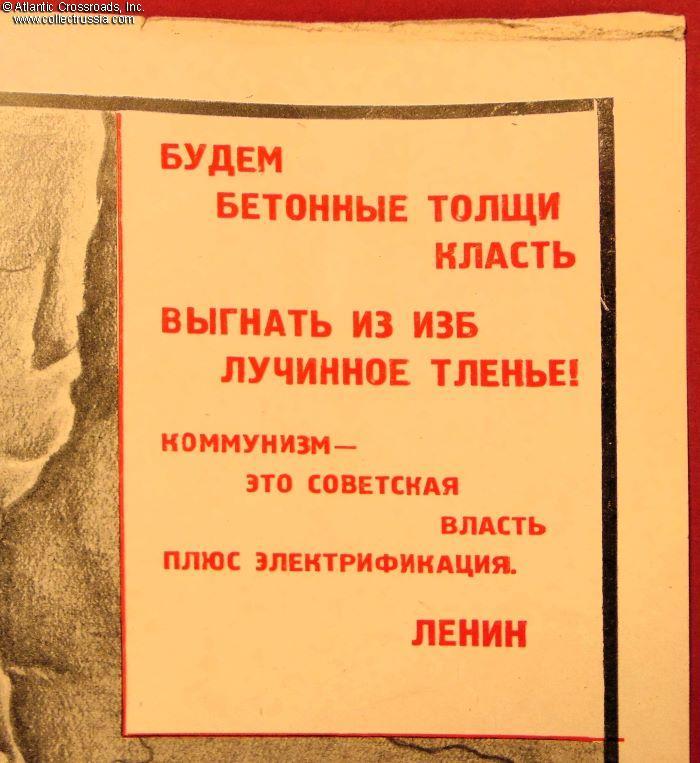 © Atlantic Crossroads, Inc.
www.collectrussia.com
БУДЕМ
БЕТОННЫЕ ТОЛЩИ
КЛАСТЬ
ВЫГНАТЬ ИЗ ИЗБ
ЛУЧИННОЕ ТЛЕНЬЕ!
КОММУНИЗМ—
ЭТО СОВЕТСКАЯ
ВЛАСТЬ
ПЛЮС ЭЛЕКТРИФИКАЦИЯ.
ЛЕНИН